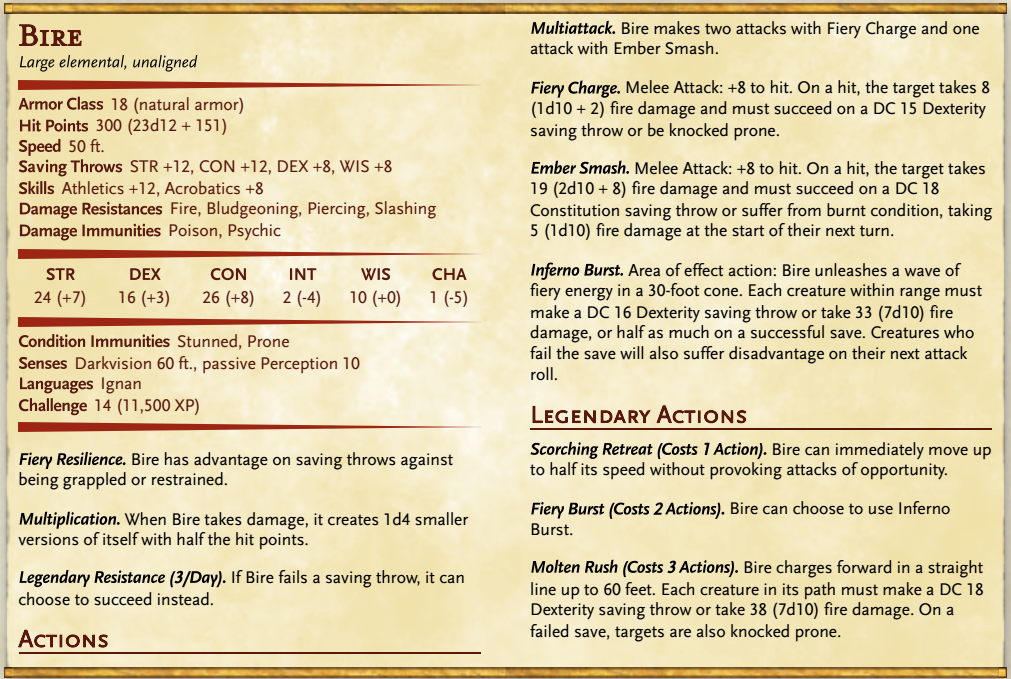 Bire
Large elemental, unaligned
Armor Class 18 (natural armor)
Hit Points 300 (23d12 + 151)
Speed 50 ft.
Saving Throws STR +12, CON +12, DEX +8, WIS +8
Skills Athletics +12, Acrobatics +8
Damage Resistances Fire, Bludgeoning, Piercing, Slashing
Damage Immunities Poison, Psychic
STR DEX CON INT WIS CHA
24 (+7) 16 (+3) 26 (+8) 2 (-4) 10 (+0) 1 (-5)
Condition Immunities Stunned, Prone
Senses Darkvision 60 ft., passive Perception 10
Languages Ignan
Challenge 14 (11,500 XP)
Fiery Resilience. Bire has advantage on saving throws against
being grappled or restrained.
Multiplication. When Bire takes damage, it creates 1d4 smaller
versions of itself with half the hit points.
Legendary Resistance (3/Day). If Bire fails a saving throw, it can
choose to succeed instead.
Actions
Multiattack. Bire makes two attacks with Fiery Charge and one
attack with Ember Smash.
Fiery Charge. Melee Attack: +8 to hit. On a hit, the target takes 8
(1d10 + 2) fire damage and must succeed on a DC 15 Dexterity
saving throw or be knocked prone.
Ember Smash. Melee Attack: +8 to hit. On a hit, the target takes
19 (2d10 + 8) fire damage and must succeed on a DC 18
Constitution saving throw or suffer from burnt condition, taking
5 (1d10) fire damage at the start of their next turn.
Inferno Burst. Area of effect action: Bire unleashes a wave of
fiery energy in a 30-foot cone. Each creature within range must
make a DC 16 Dexterity saving throw or take 33 (7d10) fire
damage, or half as much on a successful save. Creatures who
fail the save will also suffer disadvantage on their next attack
roll.
Legendary Actions
Scorching Retreat (Costs 1 Action). Bire can immediately move up
to half its speed without provoking attacks of opportunity.
Fiery Burst (Costs 2 Actions). Bire can choose to use Inferno
Burst.
Molten Rush (Costs 3 Actions). Bire charges forward in a straight
line up to 60 feet. Each creature in its path must make a DC 18
Dexterity saving throw or take 38 (7d10) fire damage. On a
failed save, targets are also knocked prone.